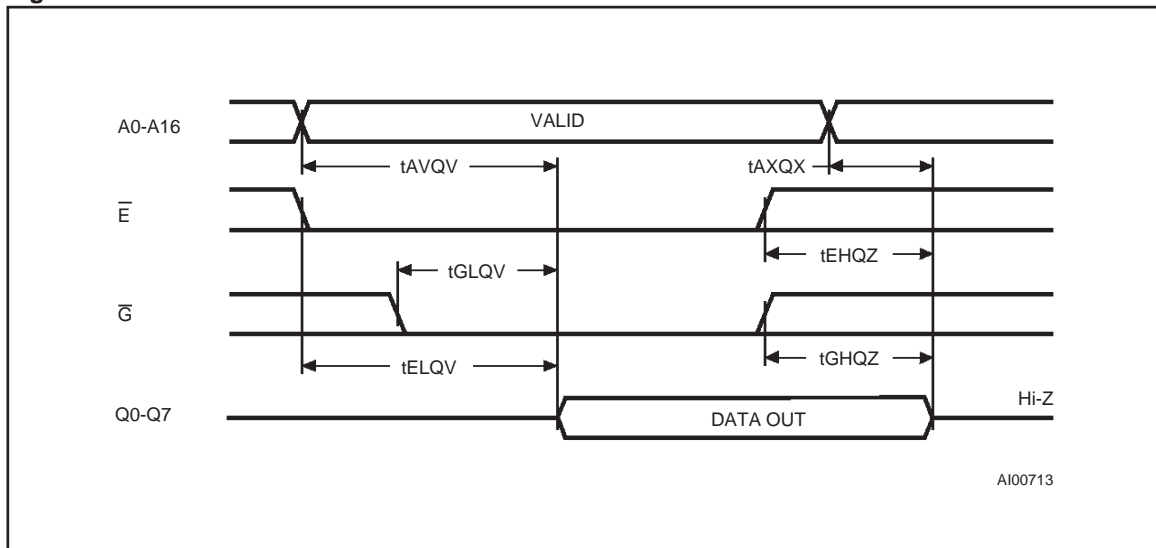 A0-A16
VALID
tAVQV
tAXQX
E̅
tEHQZ
tGLQV
G̅
tGHQZ
tELQV
Hi-Z
Q0-Q7
DATA OUT
AI00713